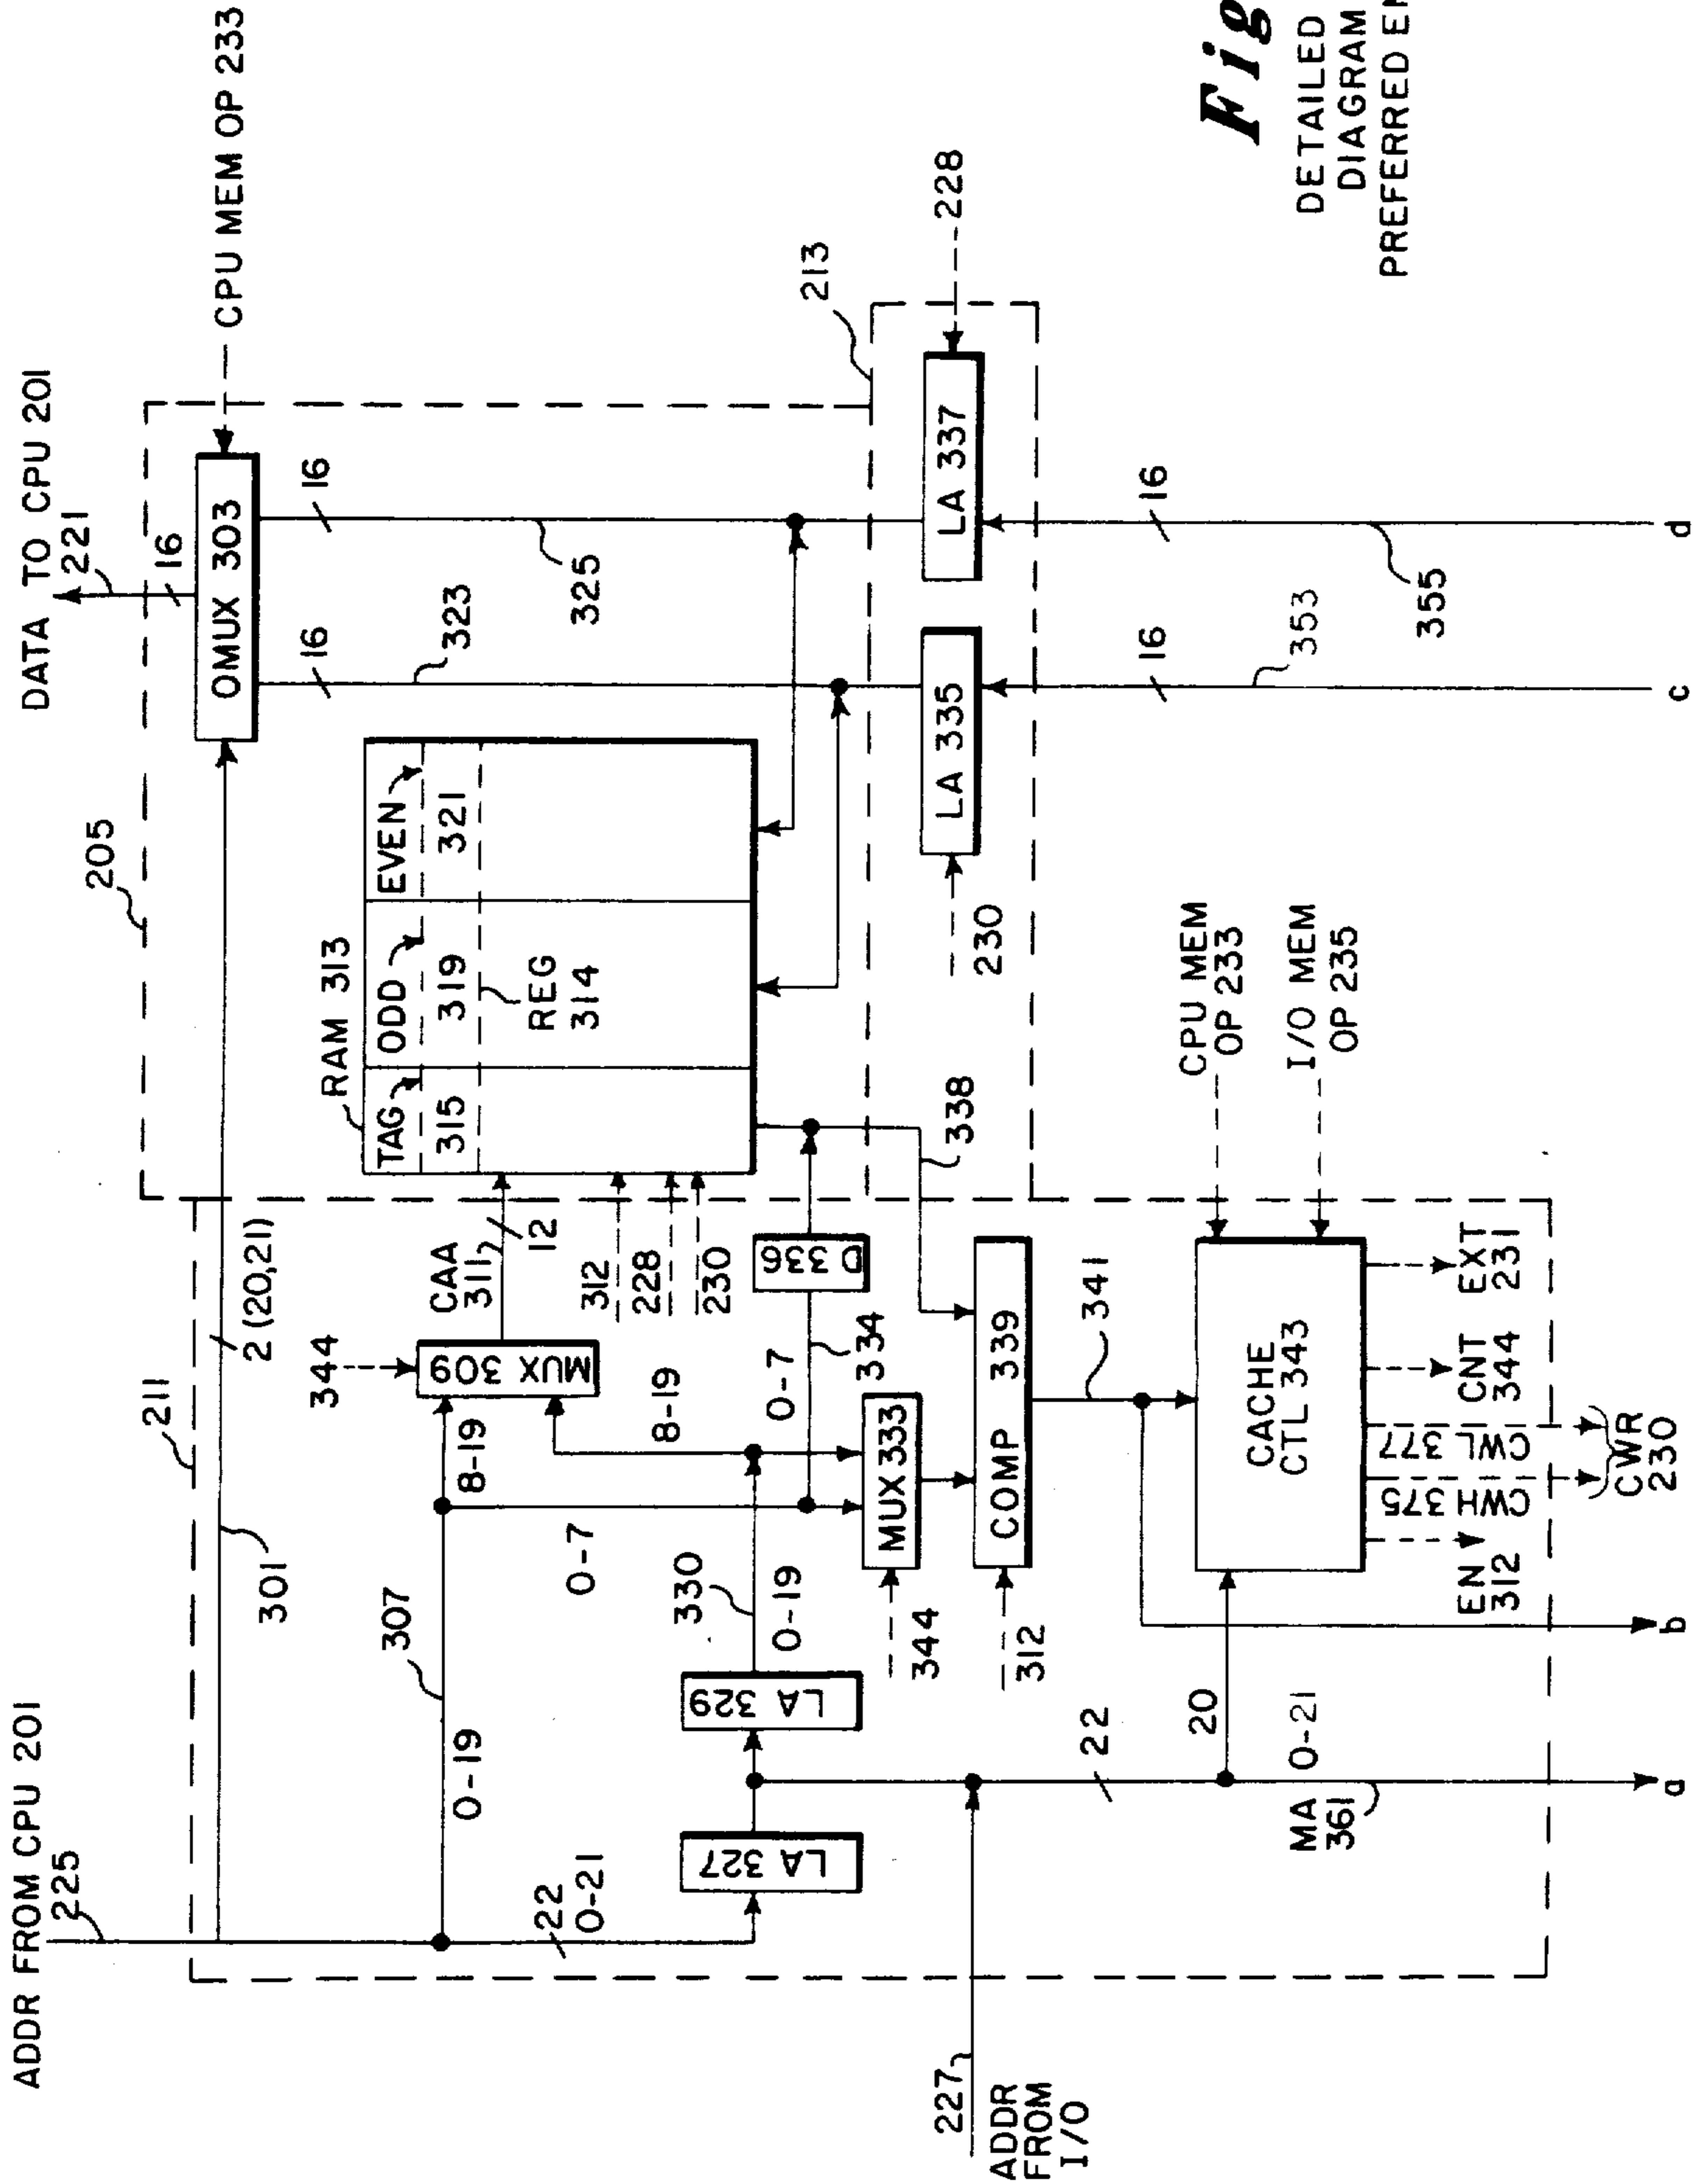 ADDR FROM CPU 201
225
DATA TO CPU 201
221
16
CPU MEM OP 233
OMUX 303
211
205
2 (20,21)
301
16
323
16
325
307
0-19
8-19
344
MUX 309
CAA
311
12
RAM 313
TAG
ODD
EVEN
315
319
321
REG
314
312
228
230
22
0-21
LA 327
LA 329
330
0-19
0-7
8-19
0-7
334
D 336
213
MUX 333
344
338
LA 335
LA 337
230
228
227
ADDR
FROM
I/O
COMP 339
312
341
22
20
MA 0-21
361
CACHE
CTL 343
CPU MEM
OP 233
I/O MEM
OP 235
16
353
16
355
EN
312
CWH 375
CWL 377
CNT
344
EXT
231
CWR
230
a
b
c
d
Fig
DETAILED
DIAGRAM
PREFERRED